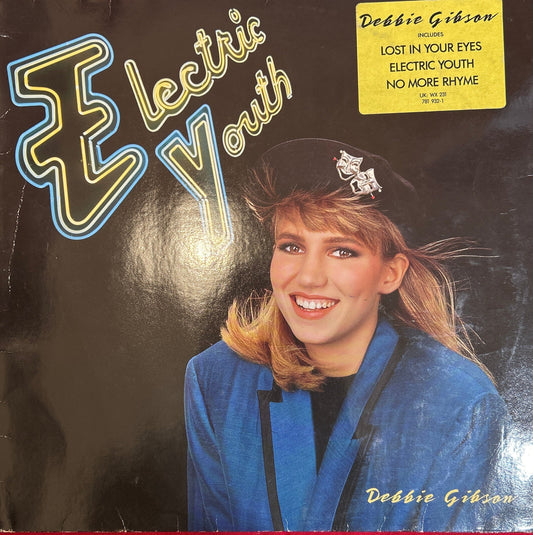 Electric
Youth
Debbie Gibson
INCLUDES
LOST IN YOUR EYES
ELECTRIC YOUTH
NO MORE RHYME
UK: WX 231
781 932-1
Debbie Gibson